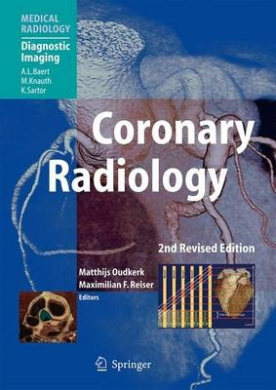 MEDICAL RADIOLOGY
Diagnostic
Imaging
A.L.Baert
M.Knauth
K.Sartor
Coronary
Radiology
2nd Revised Edition
Matthijs Oudkerk
Maximilian F. Reiser
Editors
Springer